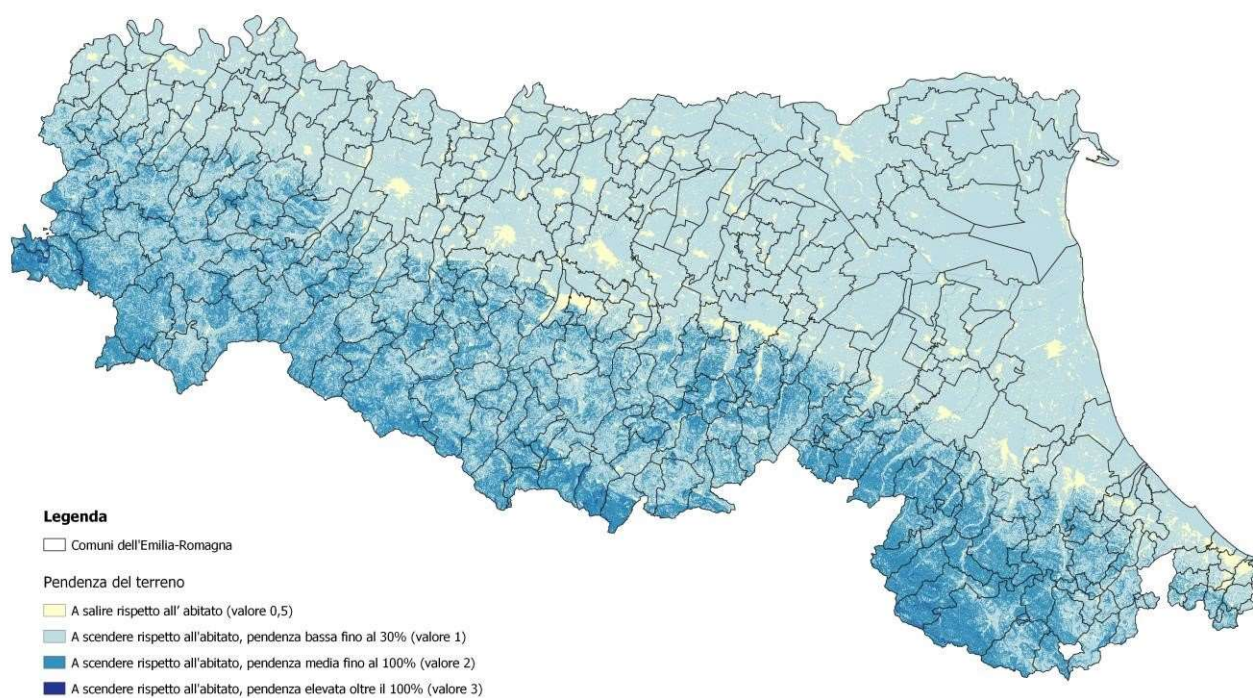 Legenda
Comuni dell'Emilia-Romagna
Pendenza del terreno
A salire rispetto all' abitato (valore 0,5)
A scendere rispetto all'abitato, pendenza bassa fino al 30% (valore 1)
A scendere rispetto all'abitato, pendenza media fino al 100% (valore 2)
A scendere rispetto all'abitato, pendenza elevata oltre il 100% (valore 3)